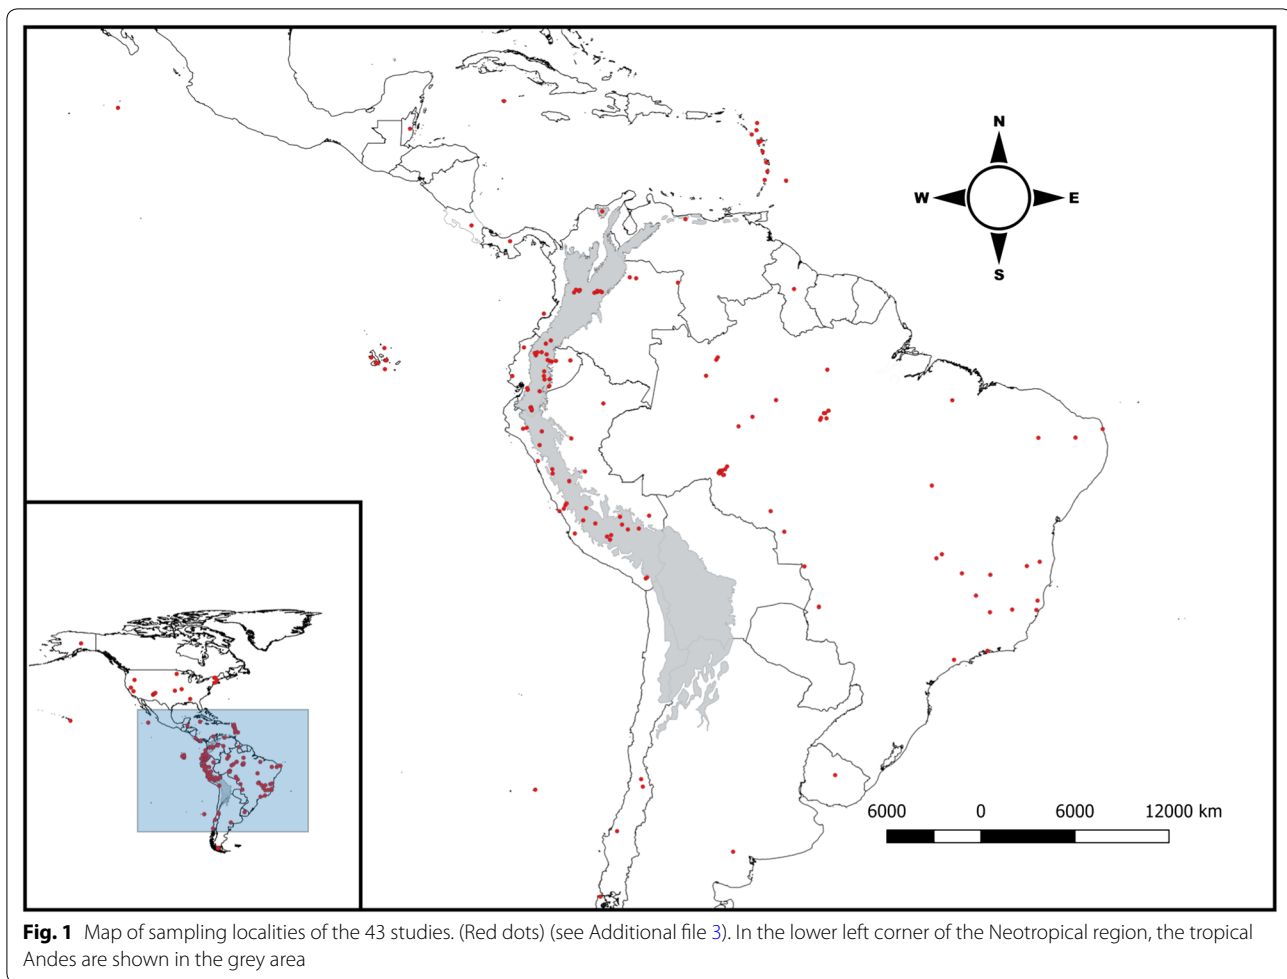 N
W E
S
6000 0 6000 12000 km
Fig. 1 Map of sampling localities of the 43 studies. (Red dots) (see Additional file 3). In the lower left corner of the Neotropical region, the tropical
Andes are shown in the grey area